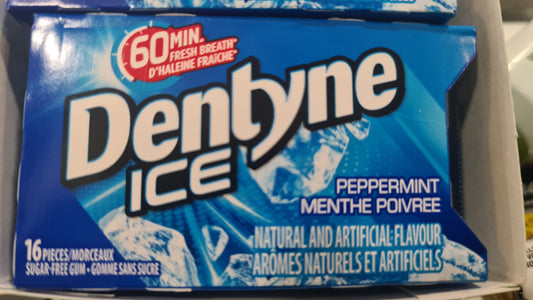 60 MIN.
FRESH BREATH*
D'HALEINE FRAÎCHE*
Dentyne
ICE
PEPPERMINT
MENTHE POIVREE
NATURAL AND ARTIFICIAL FLAVOUR
ARÔMES NATURELS ET ARTIFICIELS
16 PIECES/MORCEAUX
SUGAR-FREE GUM • GOMME SANS SUCRE